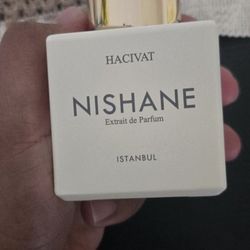 HACIVAT
NISHANE
Extrait de Parfum
ISTANBUL